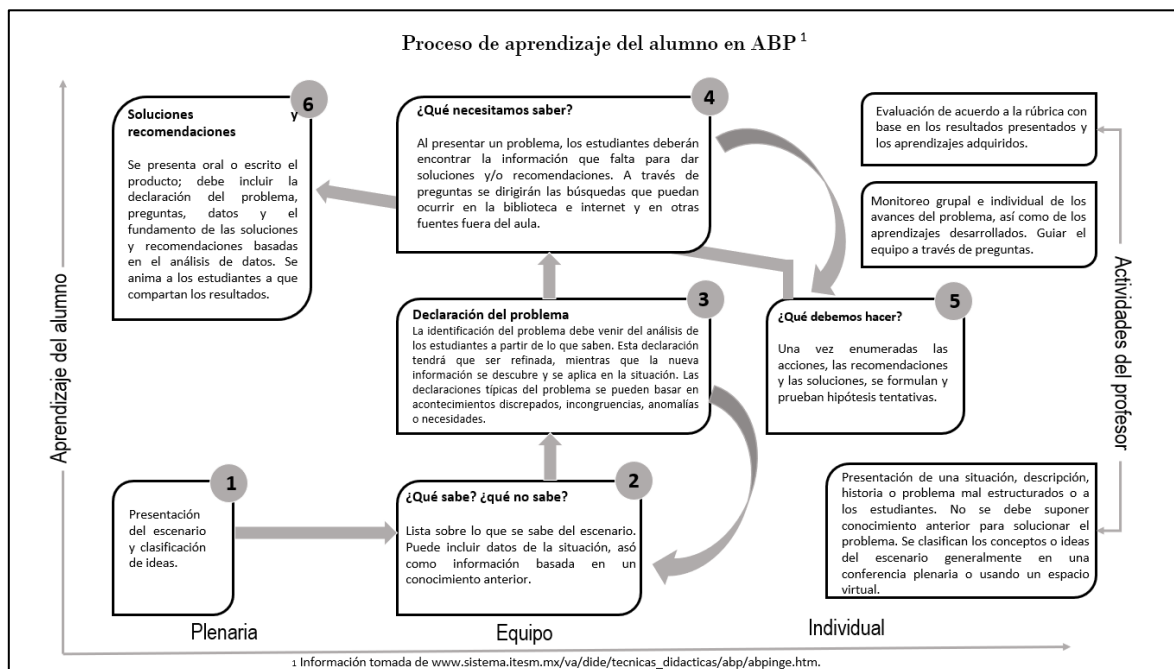 Proceso de aprendizaje del alumno en ABP 1
6
Soluciones y
recomendaciones
Se presenta oral o escrito el
producto; debe incluir la
declaración del problema,
preguntas, datos y el
fundamento de las soluciones
y recomendaciones basadas
en el análisis de datos. Se
anima a los estudiantes a que
compartan los resultados.
4
¿Qué necesitamos saber?
Al presentar un problema, los estudiantes deberán
encontrar la información que falta para dar
soluciones y/o recomendaciones. A través de
preguntas se dirigirán las búsquedas que puedan
ocurrir en la biblioteca e internet y en otras
fuentes fuera del aula.
Evaluación de acuerdo a la rúbrica con
base en los resultados presentados y
los aprendizajes adquiridos.
Monitoreo grupal e individual de los
avances del problema, así como de los
aprendizajes desarrollados. Guiar el
equipo a través de preguntas.
Aprendizaje del alumno
Actividades del profesor
3
Declaración del problema
La identificación del problema debe venir del análisis de
los estudiantes a partir de lo que saben. Esta declaración
tendrá que ser refinada, mientras que la nueva
información se descubre y se aplica en la situación. Las
declaraciones típicas del problema se pueden basar en
acontecimientos discrepados, incongruencias, anomalías
o necesidades.
5
¿Qué debemos hacer?
Una vez enumeradas las
acciones, las recomendaciones
y las soluciones, se formulan y
prueban hipótesis tentativas.
1
Presentación
del escenario
y clasificación
de ideas.
2
¿Qué sabe? ¿qué no sabe?
Lista sobre lo que se sabe del escenario.
Puede incluir datos de la situación, asó
como información basada en un
conocimiento anterior.
Presentación de una situación, descripción,
historia o problema mal estructurados o a
los estudiantes. No se debe suponer
conocimiento anterior para solucionar el
problema. Se clasifican los conceptos o ideas
del escenario generalmente en una
conferencia plenaria o usando un espacio
virtual.
Plenaria
Equipo
Individual
1 Información tomada de www.sistema.itesm.mx/va/dide/tecnicas_didacticas/abp/abpinge.htm.